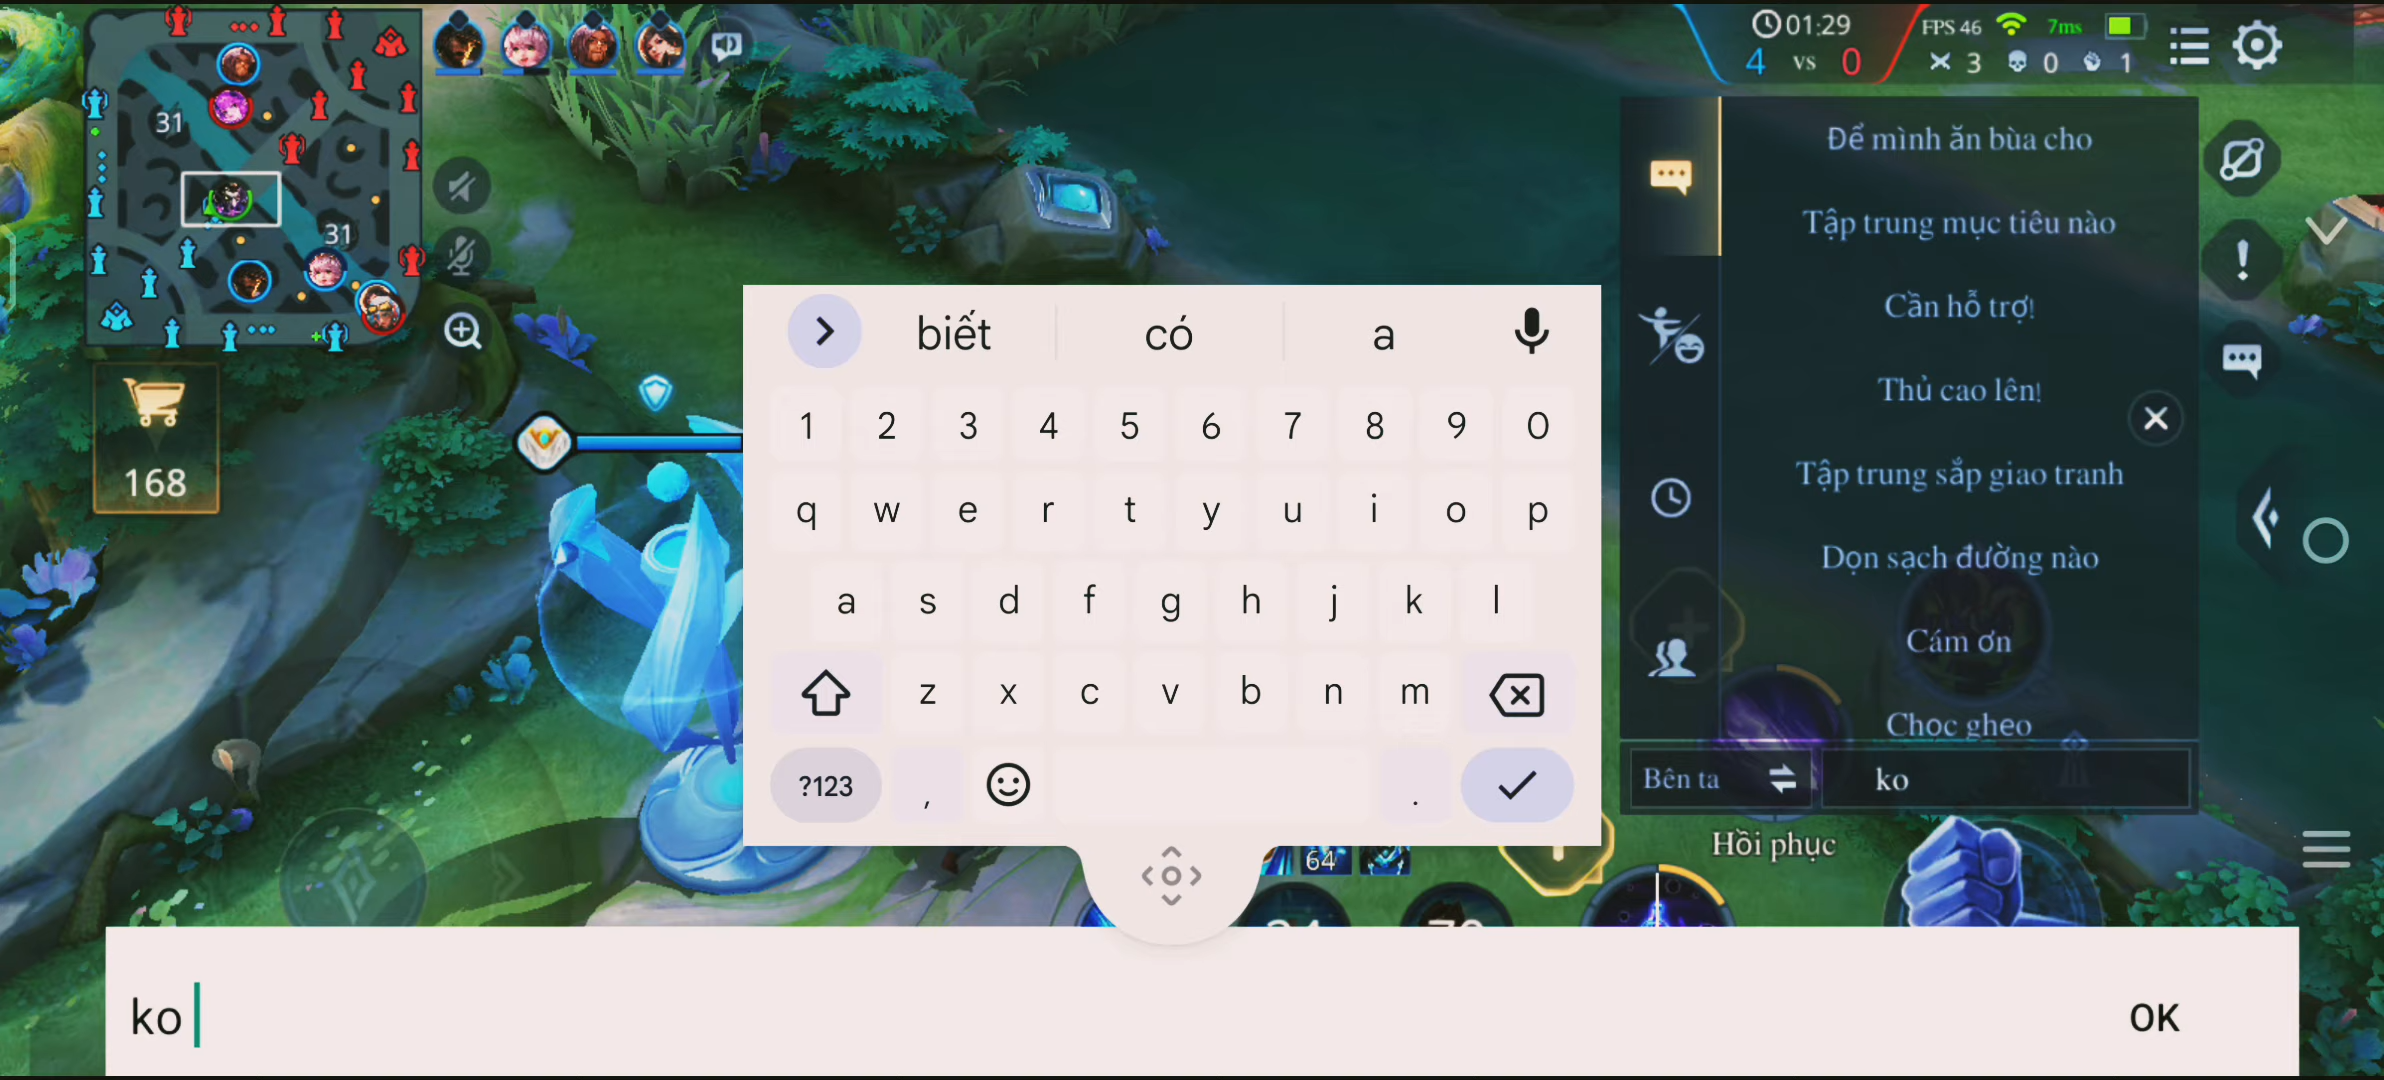 01:29
4 vs 0
FPS 46
7ms
3 0 1
31
31
168
Để mình ăn bùa cho
Tập trung mục tiêu nào
Cần hỗ trợ!
Thủ cao lên!
Tập trung sắp giao tranh
Dọn sạch đường nào
Cám ơn
Chọc ghẹo
Bên ta
ko
Hồi phục
biết có a
1 2 3 4 5 6 7 8 9 0
q w e r t y u i o p
a s d f g h j k l
z x c v b n m
?123 , .
64
ko
OK